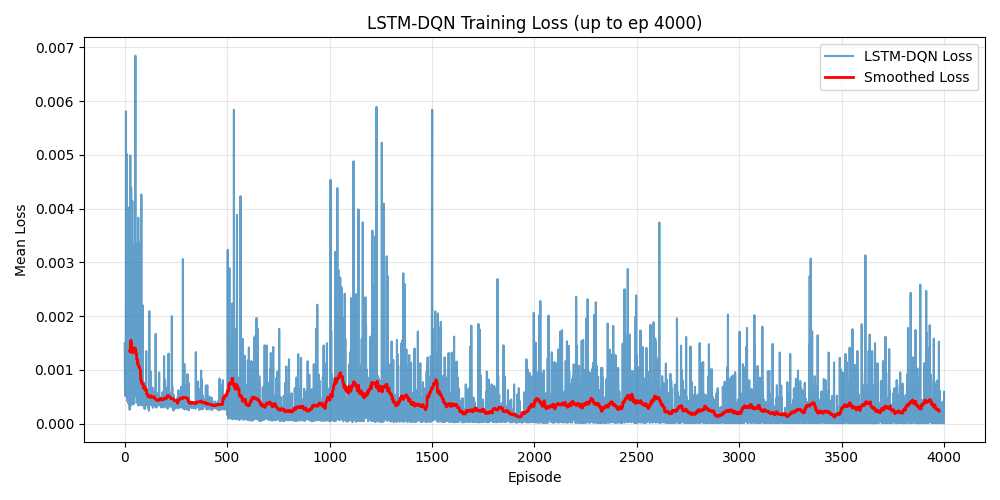 LSTM-DQN Training Loss (up to ep 4000)
LSTM-DQN Loss
Smoothed Loss
Mean Loss
0.007
0.006
0.005
0.004
0.003
0.002
0.001
0.000
0 500 1000 1500 2000 2500 3000 3500 4000
Episode